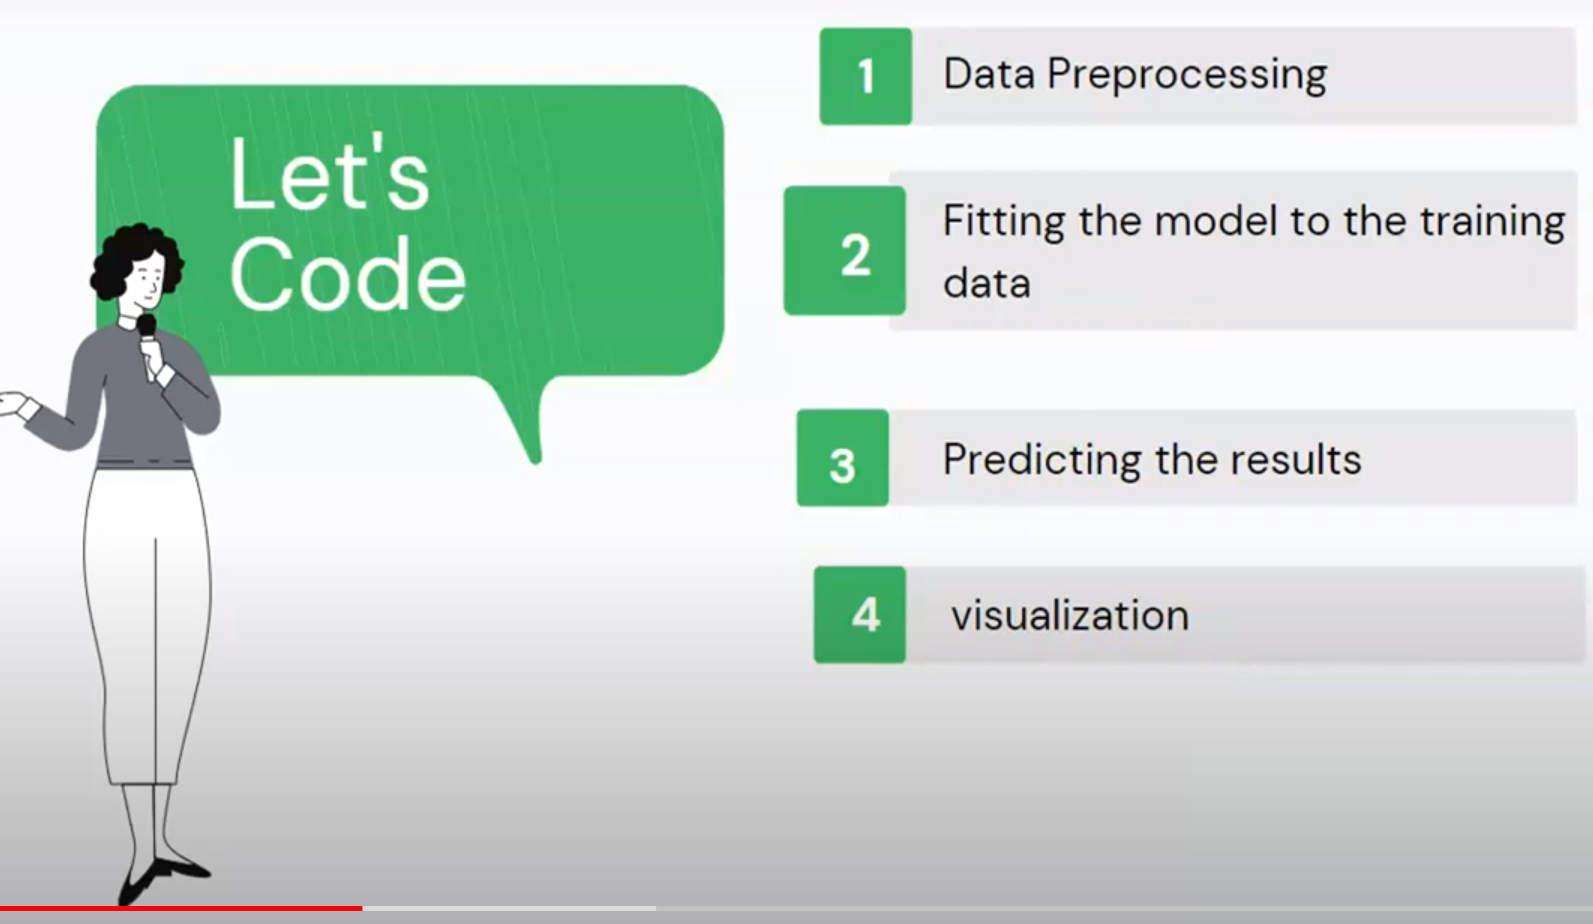 Let's
Code
1 Data Preprocessing
2 Fitting the model to the training
data
3 Predicting the results
4 visualization